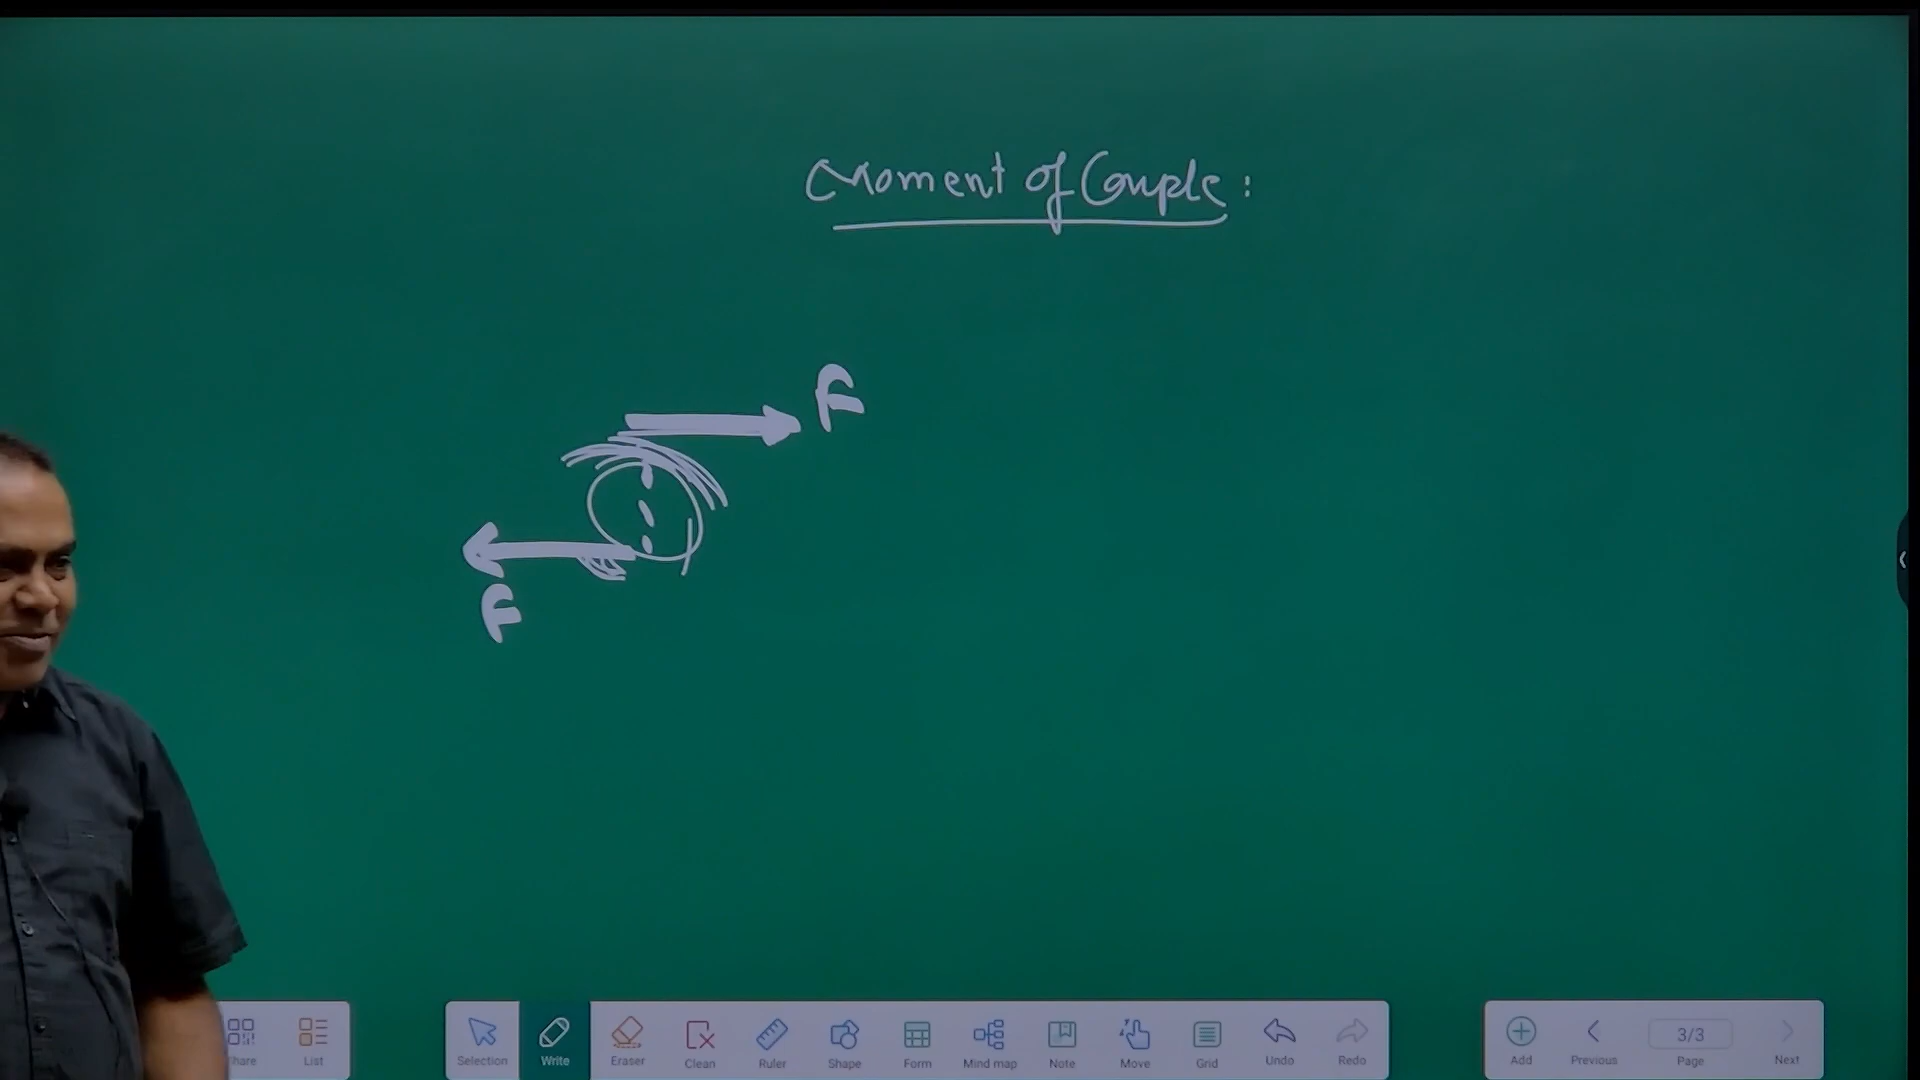 Moment of Couple :
F
F
hare
List
Selection
Write
Eraser
Clean
Ruler
Shape
Form
Mind map
Note
Move
Grid
Undo
Redo
Add
Previous
3/3
Page
Next